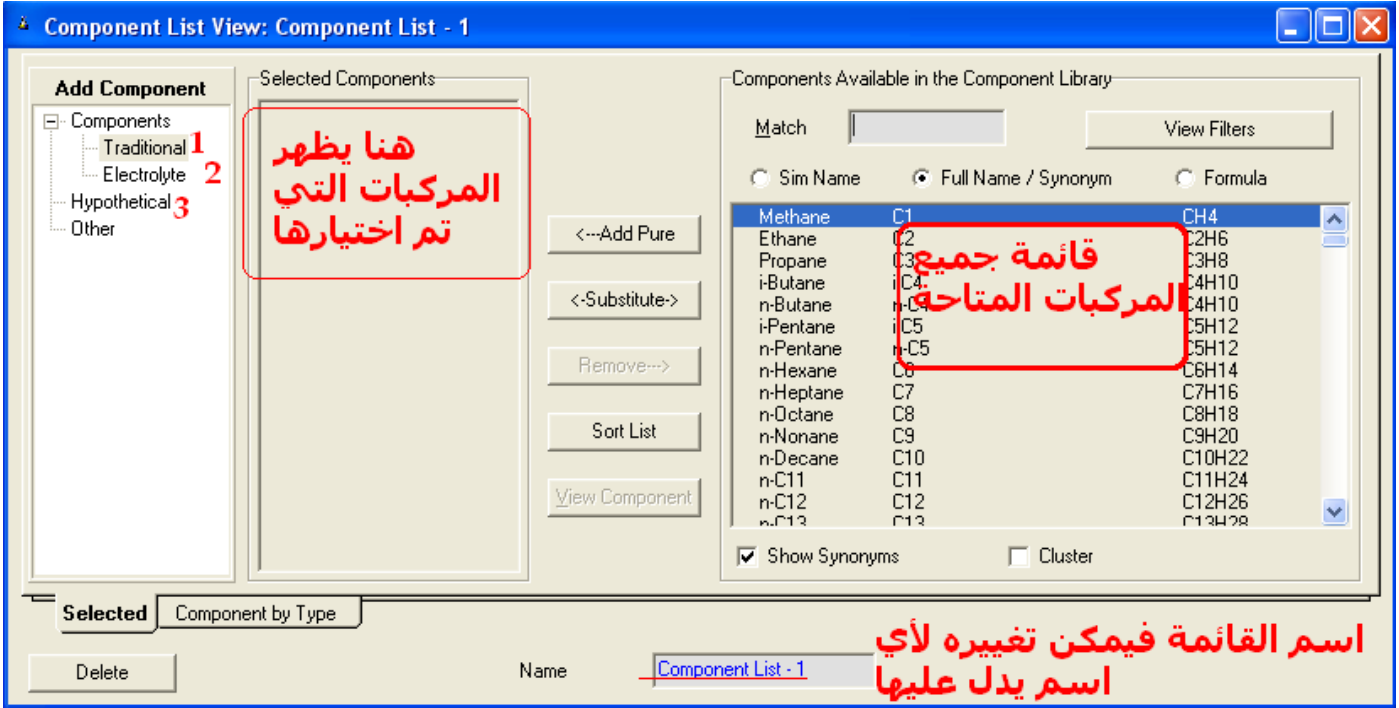 Component List View: Component List - 1
Add Component
Components
Traditional 1
Electrolyte 2
Hypothetical 3
Other
Selected Components
هنا يظهر
المركبات التي
تم اختيارها
<---Add Pure
<-Substitute->
Remove--->
Sort List
View Component
Components Available in the Component Library
Match
View Filters
Sim Name Full Name / Synonym Formula
Methane C1 CH4
Ethane C2 C2H6
Propane C3 C3H8
i-Butane i-C4 C4H10
n-Butane n-C4 C4H10
i-Pentane i-C5 C5H12
n-Pentane n-C5 C5H12
n-Hexane C6 C6H14
n-Heptane C7 C7H16
n-Octane C8 C8H18
n-Nonane C9 C9H20
n-Decane C10 C10H22
n-C11 C11 C11H24
n-C12 C12 C12H26
n-C13 C13 C13H28
قائمة جميع
المركبات المتاحة
Show Synonyms Cluster
Selected Component by Type
Delete
Name Component List - 1
اسم القائمة فيمكن تغييره لأي
اسم يدل عليها